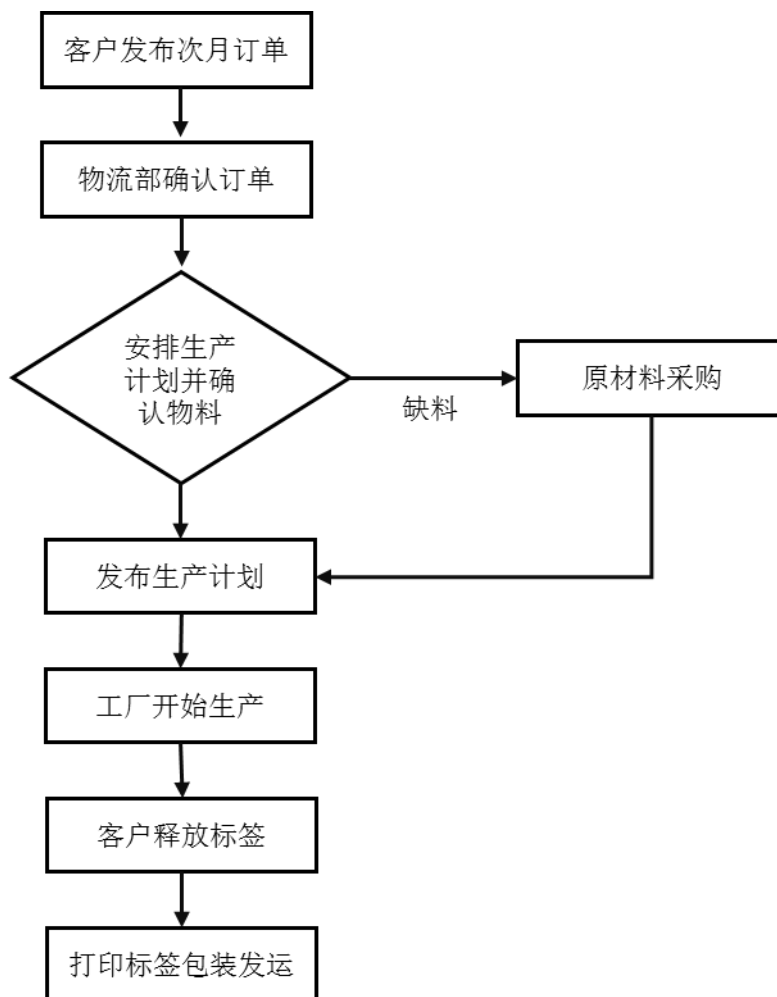 客户发布次月订单
物流部确认订单
安排生产
计划并确
认物料
缺料
原材料采购
发布生产计划
工厂开始生产
客户释放标签
打印标签包装发运